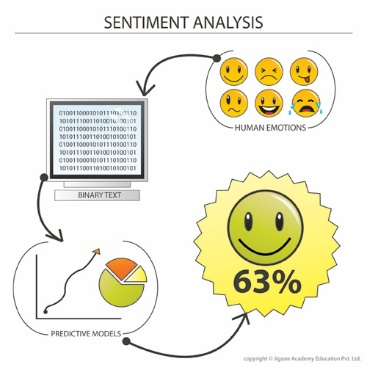 SENTIMENT ANALYSIS
HUMAN EMOTIONS
BINARY TEXT
PREDICTIVE MODELS
63%
copyright © Jigsaw Academy Education Pvt. Ltd.